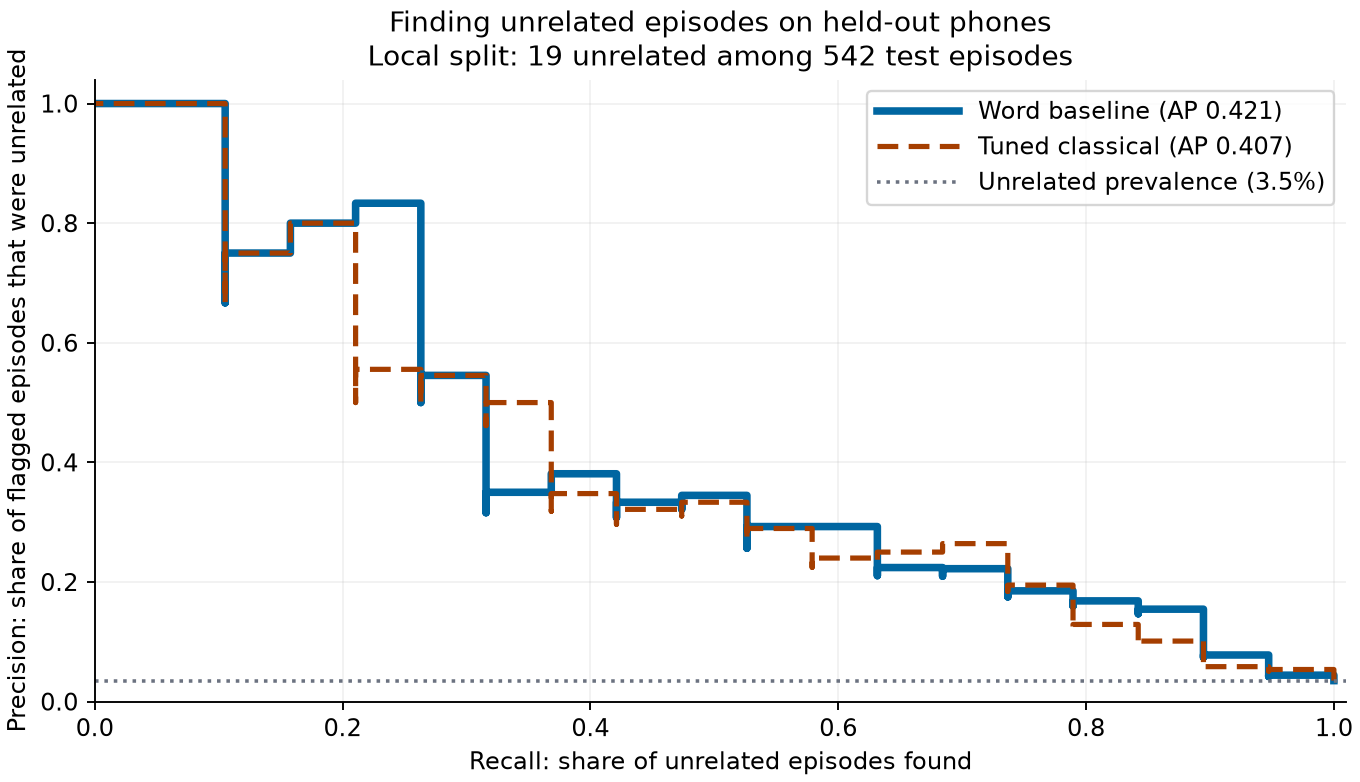 Finding unrelated episodes on held-out phones
Local split: 19 unrelated among 542 test episodes
Precision: share of flagged episodes that were unrelated
1.0
0.8
0.6
0.4
0.2
0.0
Word baseline (AP 0.421)
Tuned classical (AP 0.407)
Unrelated prevalence (3.5%)
0.0 0.2 0.4 0.6 0.8 1.0
Recall: share of unrelated episodes found